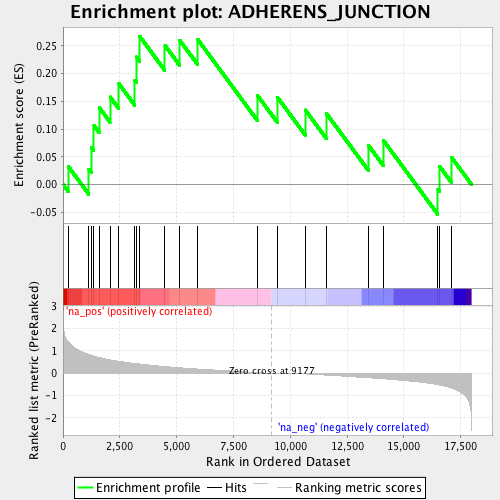 Enrichment plot: ADHERENS_JUNCTION
Enrichment score (ES)
0.25
0.20
0.15
0.10
0.05
0.00
-0.05
'na_pos' (positively correlated)
Ranked list metric (PreRanked)
3
2
1
0
-1
-2
Zero cross at 9177
'na_neg' (negatively correlated)
0 2,500 5,000 7,500 10,000 12,500 15,000 17,500
Rank in Ordered Dataset
Enrichment profile Hits Ranking metric scores